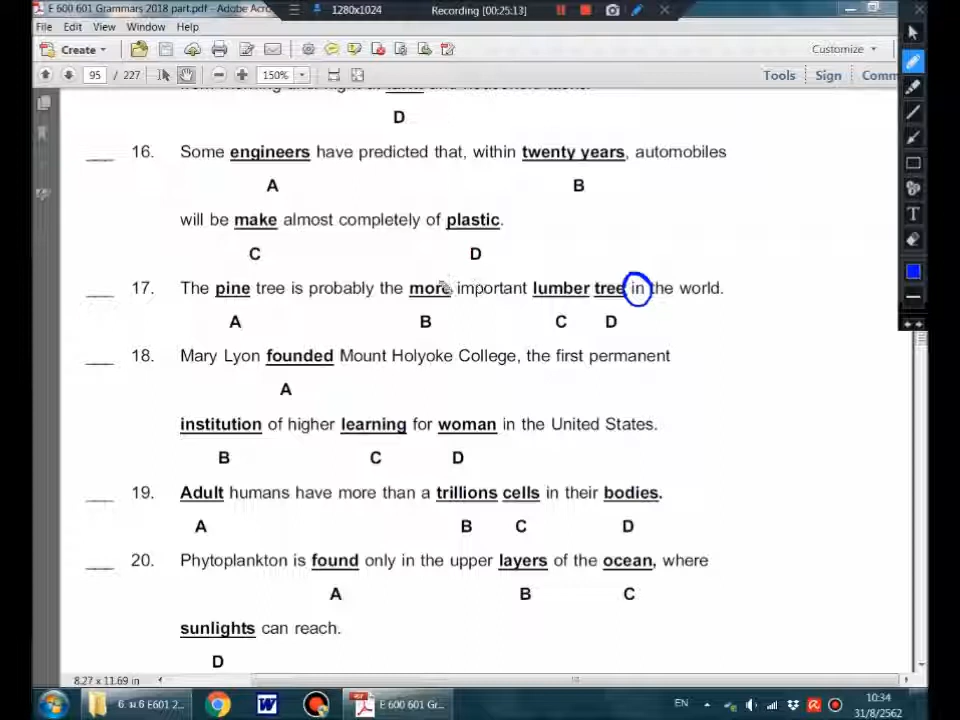 E 600 601 Grammars 2018 part.pdf - Adobe Acro
1280x1024
Recording [00:25:13]
File Edit View Window Help
Create
Customize
95 / 227
150%
Tools Sign Comm
D
16. Some engineers have predicted that, within twenty years, automobiles
A B
will be make almost completely of plastic.
C D
17. The pine tree is probably the more important lumber tree in the world.
A B C D
18. Mary Lyon founded Mount Holyoke College, the first permanent
A
institution of higher learning for woman in the United States.
B C D
19. Adult humans have more than a trillions cells in their bodies.
A B C D
20. Phytoplankton is found only in the upper layers of the ocean, where
A B C
sunlights can reach.
D
8.27 x 11.69 in
6. ม.6 E601 2...
E 600 601 Gr...
EN
10:34
31/8/2562